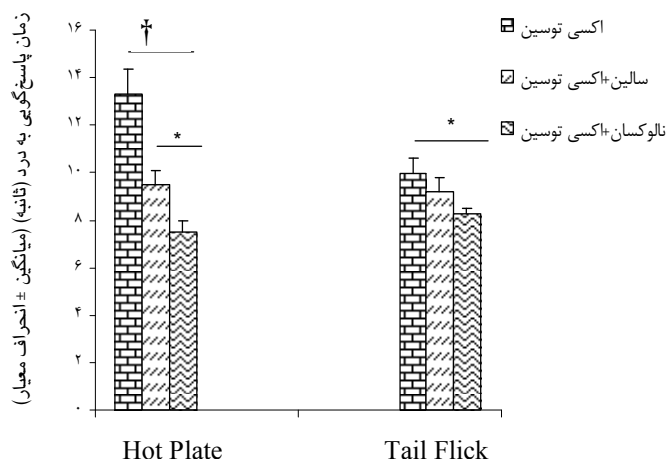 زمان پاسخ‌گویی به درد (ثانیه) (میانگین ± انحراف معیار)
۱۶
۱۴
۱۲
۱۰
۸
۶
۴
۲
۰
†
*
*
Hot Plate
Tail Flick
اکسی توسین
سالین+اکسی توسین
نالوکسان+اکسی توسین